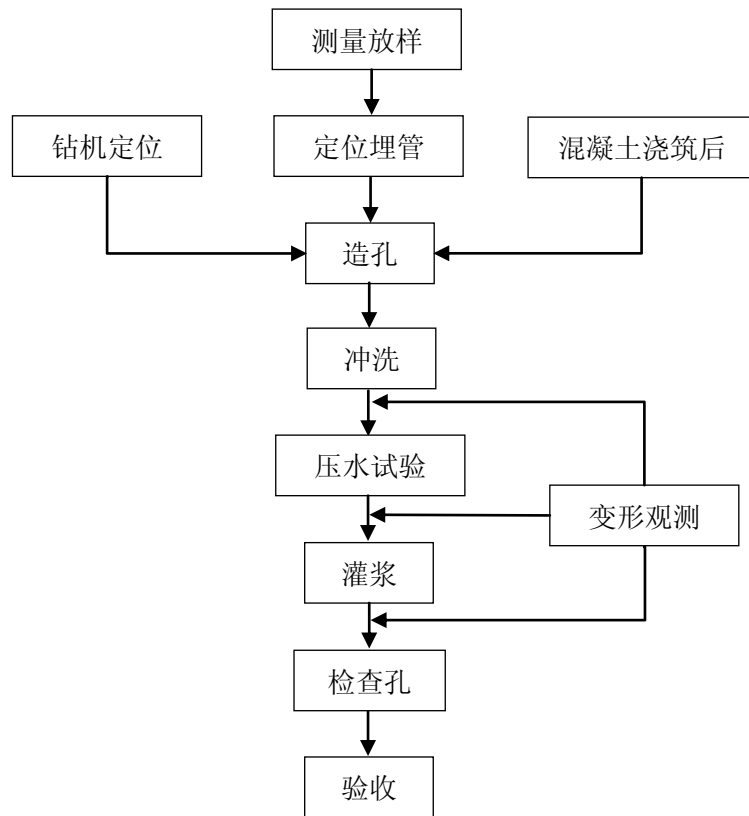 测量放样
钻机定位
定位埋管
混凝土浇筑后
造孔
冲洗
压水试验
变形观测
灌浆
检查孔
验收